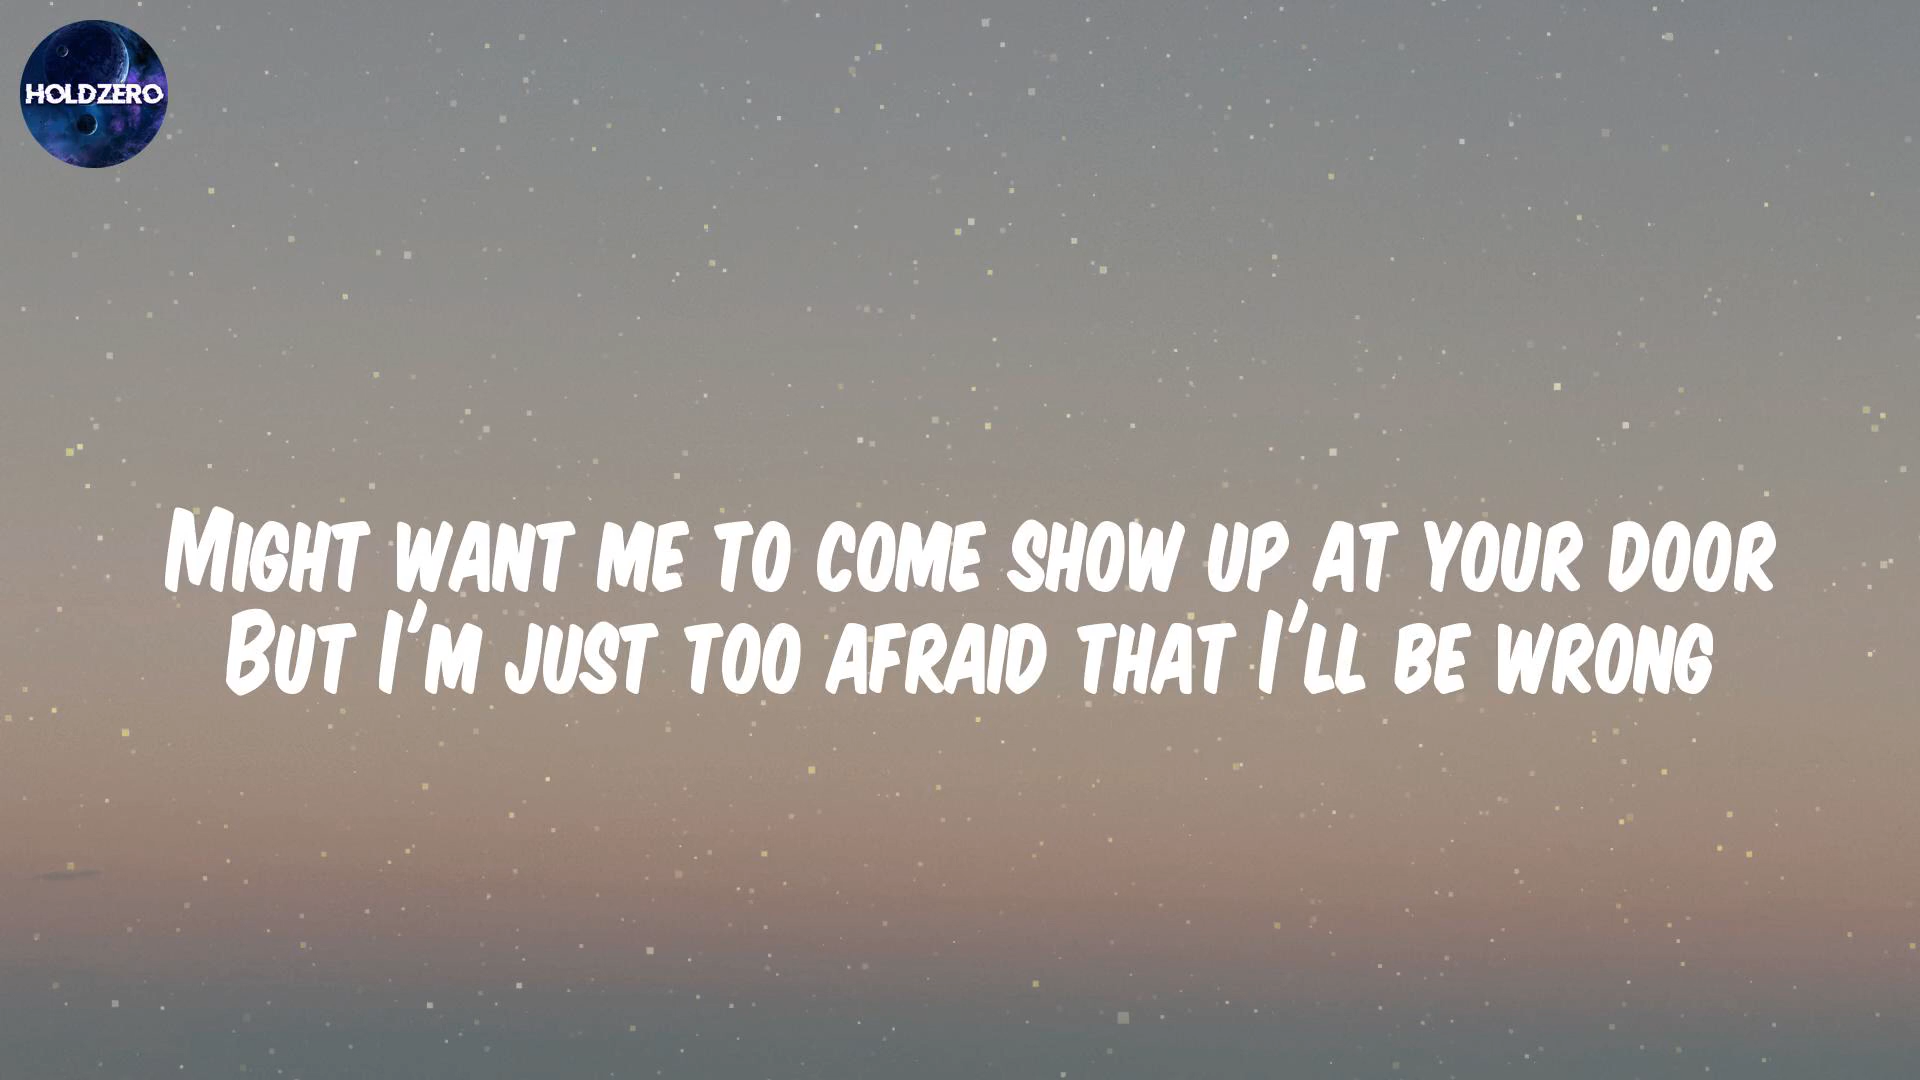 HOLDZERO
Might want me to come show up at your door
But I'm just too afraid that I'll be wrong